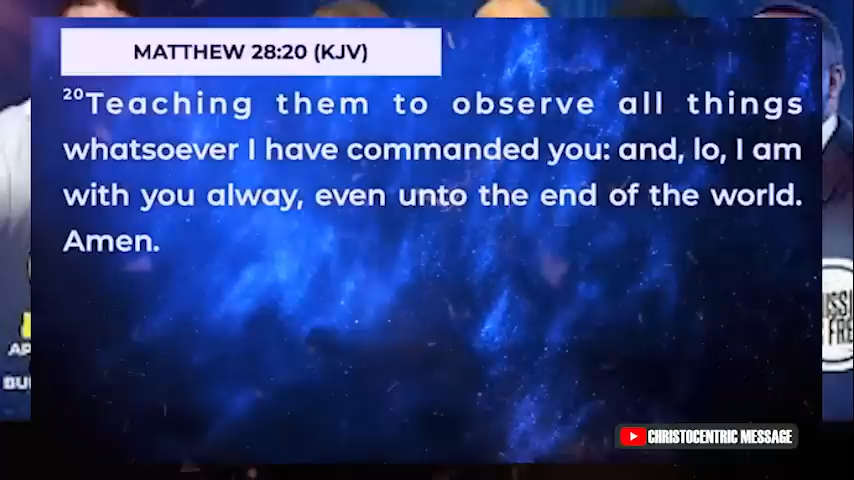 MATTHEW 28:20 (KJV)
20Teaching them to observe all things
whatsoever I have commanded you: and, lo, I am
with you alway, even unto the end of the world.
Amen.
CHRISTOCENTRIC MESSAGE